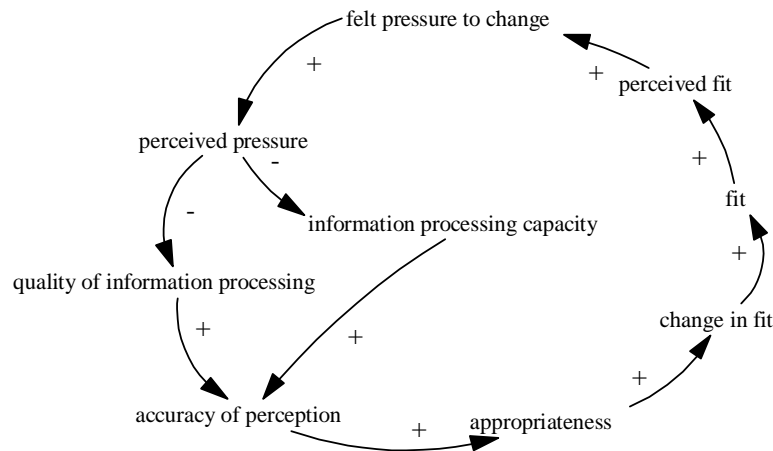 felt pressure to change
+
+
perceived fit
perceived pressure
-
+
-
fit
information processing capacity
+
quality of information processing
change in fit
+
+
+
accuracy of perception
+
appropriateness